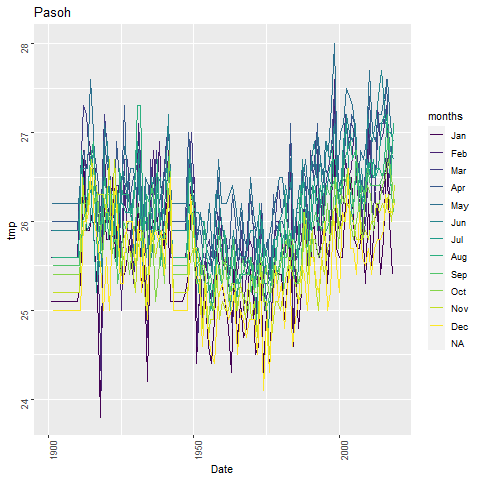 Pasoh
28
27
26
25
24
tmp
1900
1950
2000
Date
months
Jan
Feb
Mar
Apr
May
Jun
Jul
Aug
Sep
Oct
Nov
Dec
NA